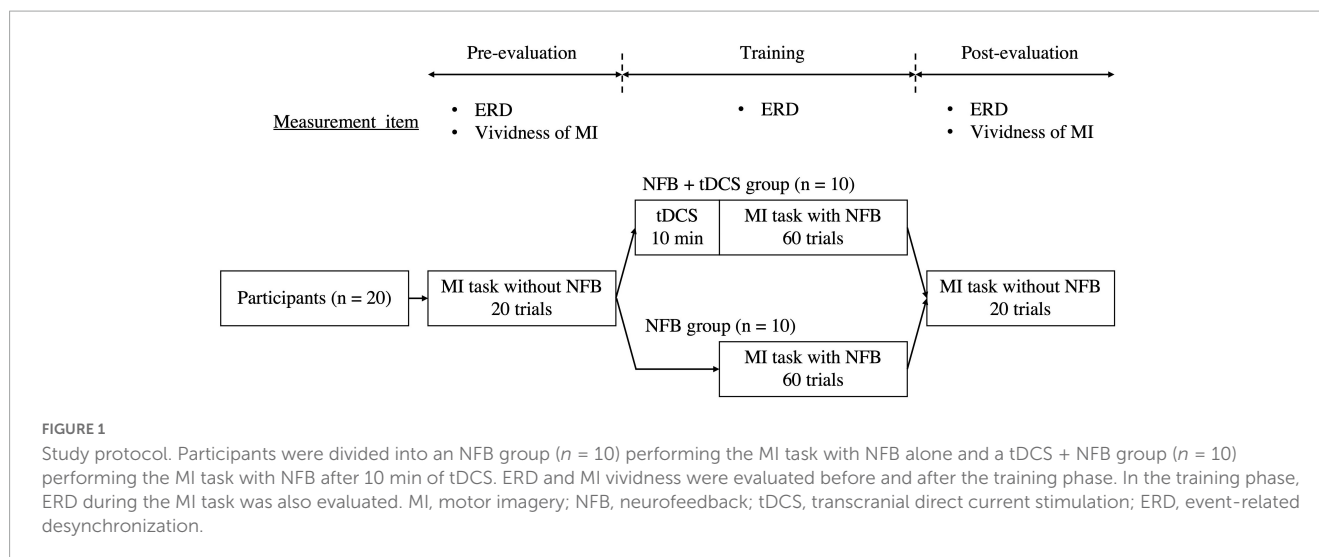 Pre-evaluation Training Post-evaluation
Measurement item
• ERD
• Vividness of MI
• ERD
• ERD
• Vividness of MI
NFB + tDCS group (n = 10)
tDCS
10 min
MI task with NFB
60 trials
Participants (n = 20)
MI task without NFB
20 trials
MI task without NFB
20 trials
NFB group (n = 10)
MI task with NFB
60 trials
FIGURE 1
Study protocol. Participants were divided into an NFB group (n = 10) performing the MI task with NFB alone and a tDCS + NFB group (n = 10)
performing the MI task with NFB after 10 min of tDCS. ERD and MI vividness were evaluated before and after the training phase. In the training phase,
ERD during the MI task was also evaluated. MI, motor imagery; NFB, neurofeedback; tDCS, transcranial direct current stimulation; ERD, event-related
desynchronization.